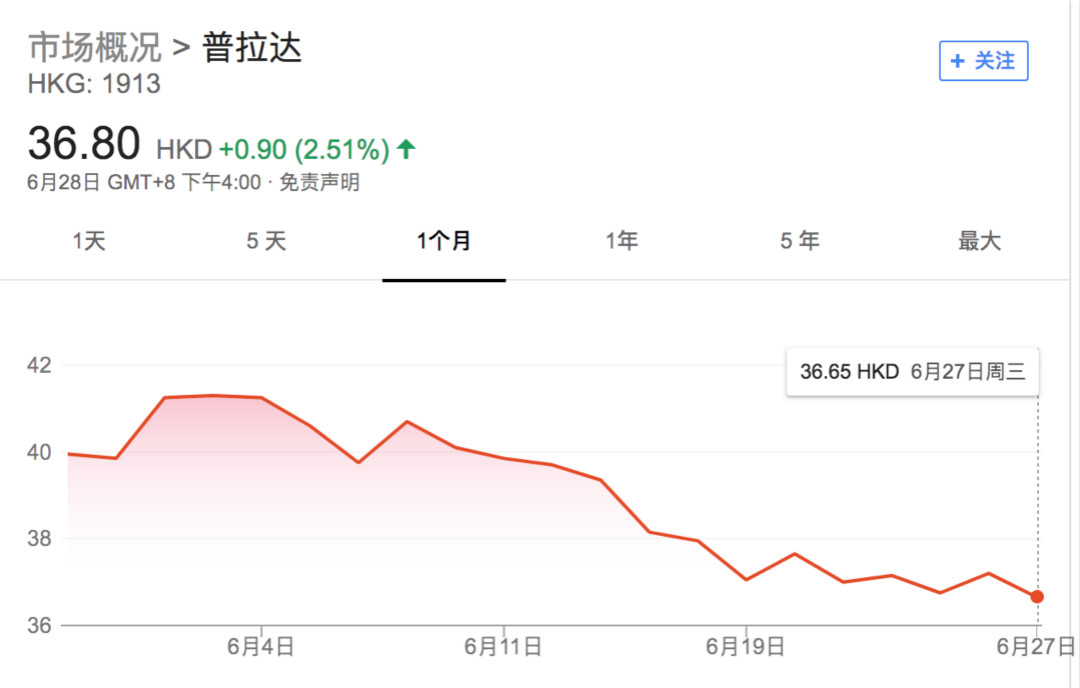 市场概况 > 普拉达
HKG: 1913
+ 关注
36.80 HKD +0.90 (2.51%) ↑
6月28日 GMT+8 下午4:00 · 免责声明
1天 5 天 1个月 1年 5 年 最大
36.65 HKD 6月27日周三
42
40
38
36
6月4日 6月11日 6月19日 6月27日